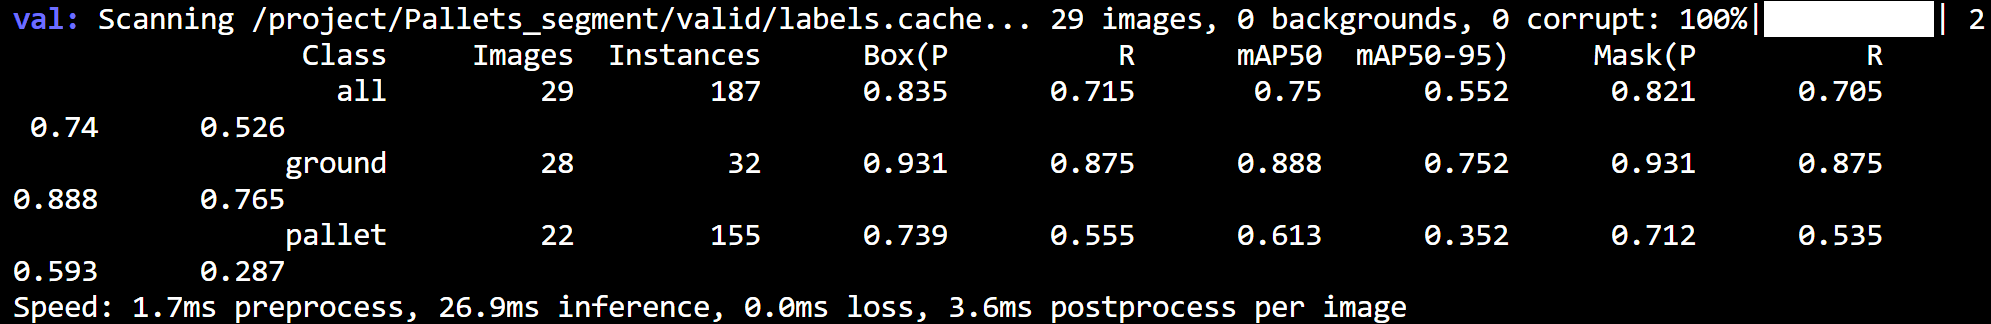 val: Scanning /project/Pallets_segment/valid/labels.cache... 29 images, 0 backgrounds, 0 corrupt: 100%|██████████| 2
Class Images Instances Box(P R mAP50 mAP50-95) Mask(P R
all 29 187 0.835 0.715 0.75 0.552 0.821 0.705
0.74 0.526
ground 28 32 0.931 0.875 0.888 0.752 0.931 0.875
0.888 0.765
pallet 22 155 0.739 0.555 0.613 0.352 0.712 0.535
0.593 0.287
Speed: 1.7ms preprocess, 26.9ms inference, 0.0ms loss, 3.6ms postprocess per image